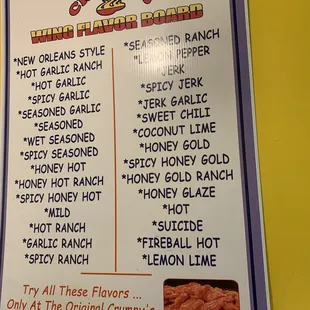 WING FLAVOR BOARD
*NEW ORLEANS STYLE
*HOT GARLIC RANCH
*HOT GARLIC
*SPICY GARLIC
*SEASONED GARLIC
*SEASONED
*WET SEASONED
*SPICY SEASONED
*HONEY HOT
*HONEY HOT RANCH
*SPICY HONEY HOT
*MILD
*HOT RANCH
*GARLIC RANCH
*SPICY RANCH
*SEASONED RANCH
*LEMON PEPPER
JERK
*SPICY JERK
*JERK GARLIC
*SWEET CHILI
*COCONUT LIME
*HONEY GOLD
*SPICY HONEY GOLD
*HONEY GOLD RANCH
*HONEY GLAZE
*HOT
*SUICIDE
*FIREBALL HOT
*LEMON LIME
Try All These Flavors ...
Only At The Original Crumpy's